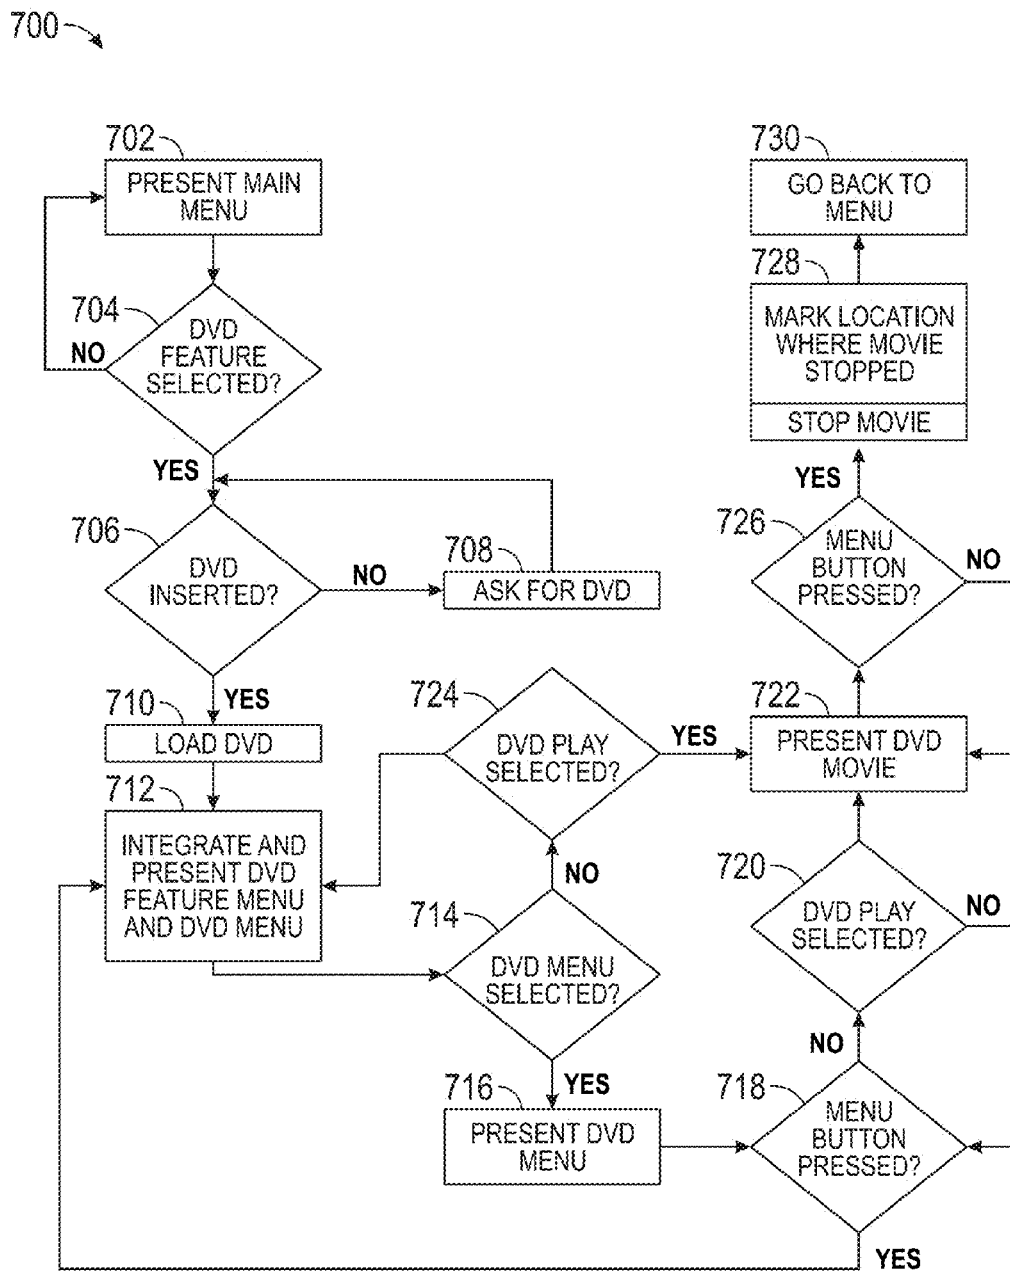 700
702
PRESENT MAIN
MENU
704
DVD
FEATURE
SELECTED?
NO
YES
706
DVD
INSERTED?
NO
708
ASK FOR DVD
YES
710
LOAD DVD
712
INTEGRATE AND
PRESENT DVD
FEATURE MENU
AND DVD MENU
714
DVD MENU
SELECTED?
NO
724
DVD PLAY
SELECTED?
YES
YES
716
PRESENT DVD
MENU
718
MENU
BUTTON
PRESSED?
YES
NO
720
DVD PLAY
SELECTED?
NO
722
PRESENT DVD
MOVIE
726
MENU
BUTTON
PRESSED?
NO
YES
728
MARK LOCATION
WHERE MOVIE
STOPPED
STOP MOVIE
730
GO BACK TO
MENU